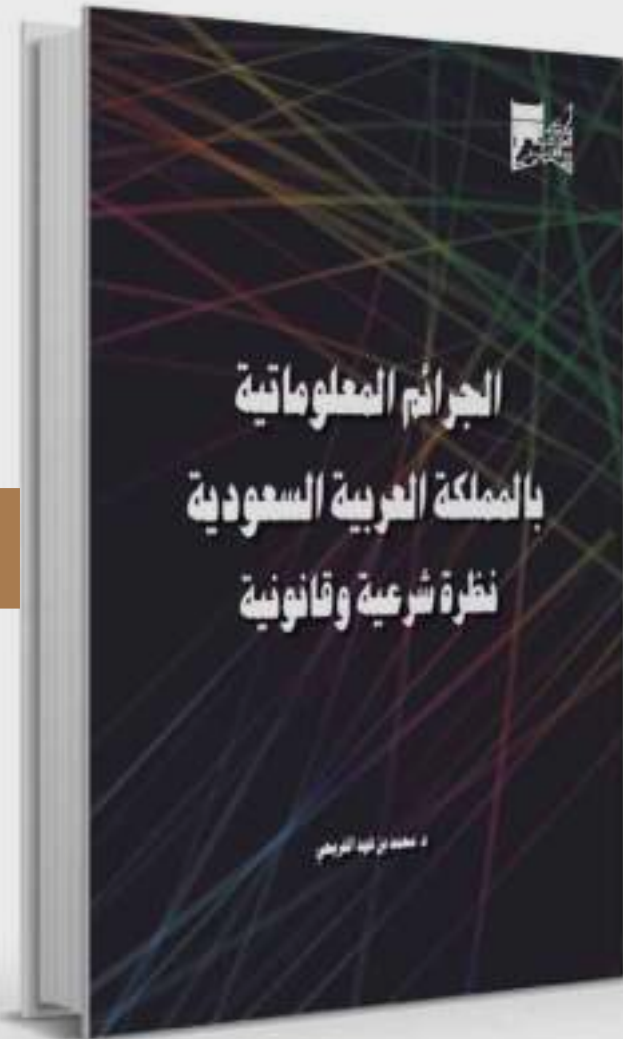 الجرائم المعلوماتية
بالمملكة العربية السعودية
نظرة شرعية وقانونية
د. محمد بن فهد